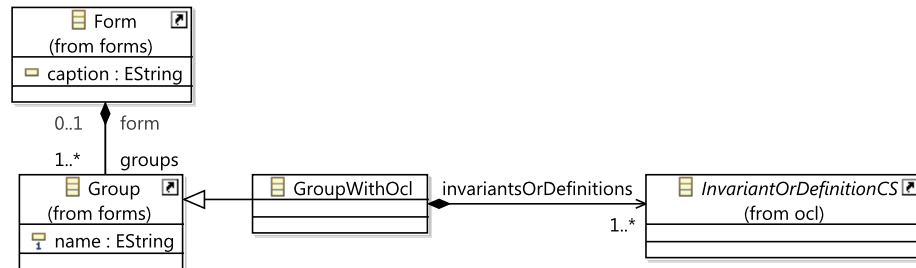 Form
(from forms)
caption : EString
0..1 form
1..* groups
Group
(from forms)
1 name : EString
GroupWithOcl
invariantsOrDefinitions
1..*
InvariantOrDefinitionCS
(from ocl)